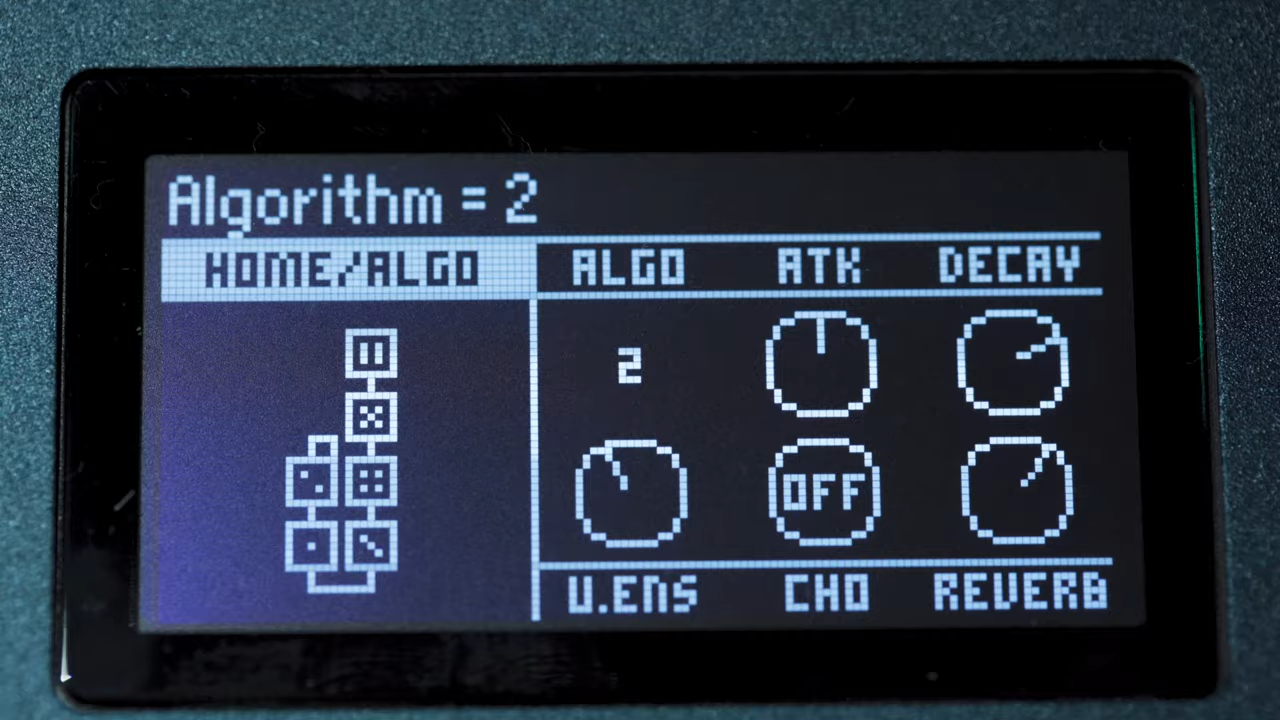 Algorithm = 2
HOME/ALGO ALGO ATK DECAY
2
OFF
U.ENS CHO REVERB